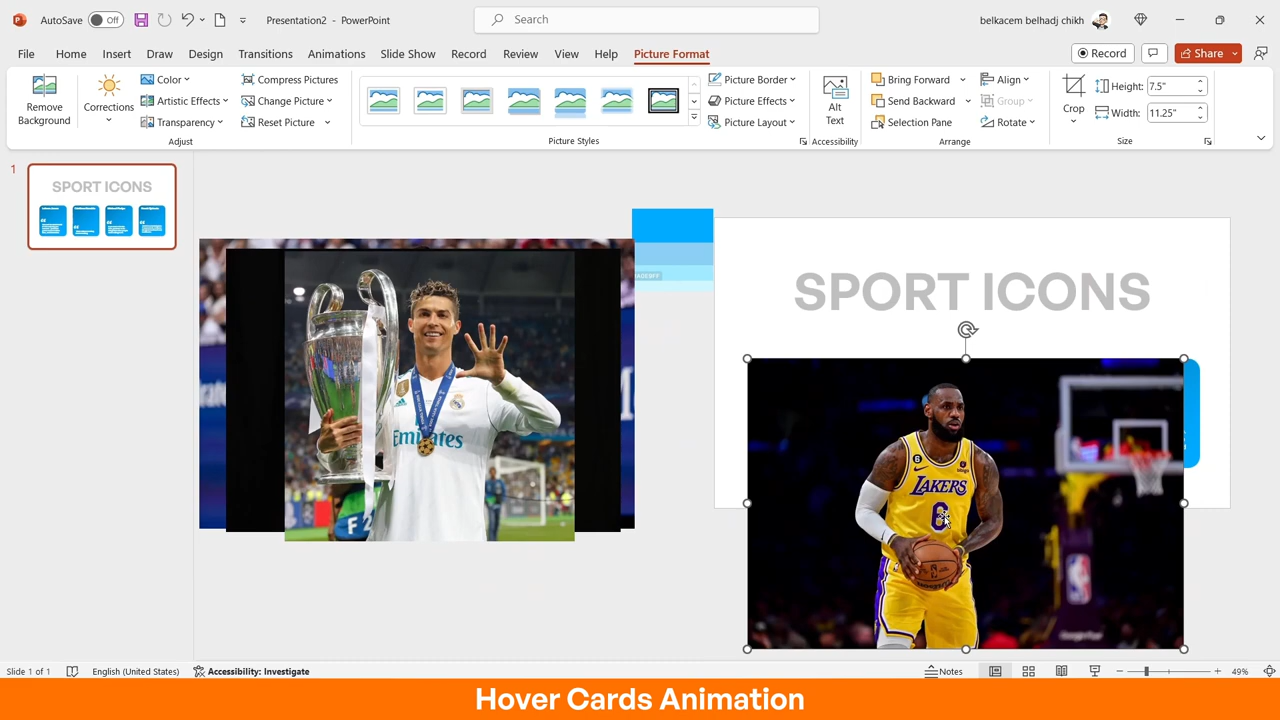 AutoSave Off Presentation2 - PowerPoint Search belkacem belhadj chikh
File Home Insert Draw Design Transitions Animations Slide Show Record Review View Help Picture Format Record Share
Remove Background
Corrections
Color
Artistic Effects
Transparency
Compress Pictures
Change Picture
Reset Picture
Adjust
Picture Styles
Picture Border
Picture Effects
Picture Layout
Alt Text
Accessibility
Bring Forward
Send Backward
Selection Pane
Align
Group
Rotate
Arrange
Crop
Height: 7.5"
Width: 11.25"
Size
1
SPORT ICONS
SPORT ICONS
Emirates
LAKERS
6
Slide 1 of 1 English (United States) Accessibility: Investigate Notes 49%
Hover Cards Animation